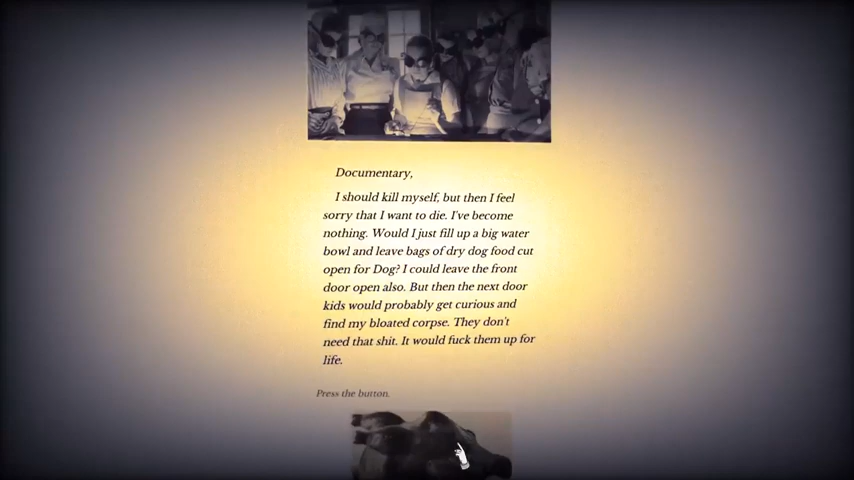 Documentary,
I should kill myself, but then I feel
sorry that I want to die. I've become
nothing. Would I just fill up a big water
bowl and leave bags of dry dog food cut
open for Dog? I could leave the front
door open also. But then the next door
kids would probably get curious and
find my bloated corpse. They don't
need that shit. It would fuck them up for
life.
Press the button.